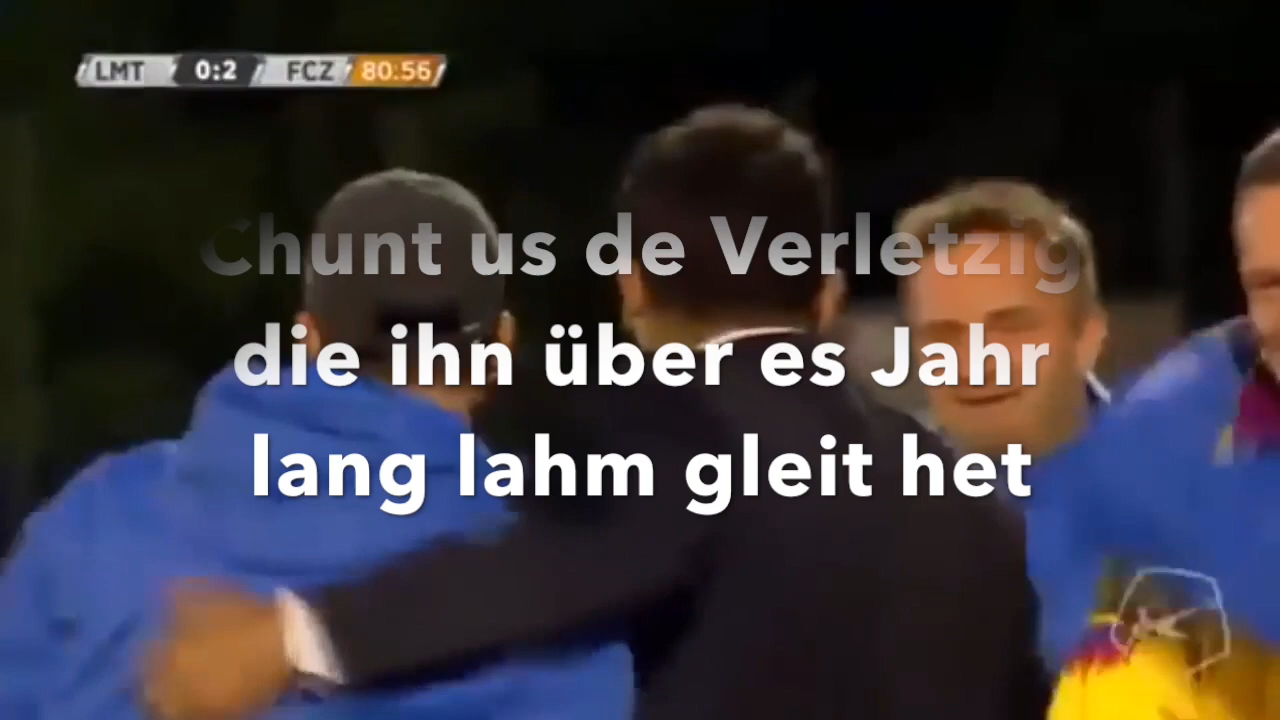 LMT 0:2 FCZ 80:56
Chunt us de Verletzig
die ihn über es Jahr
lang lahm gleit het